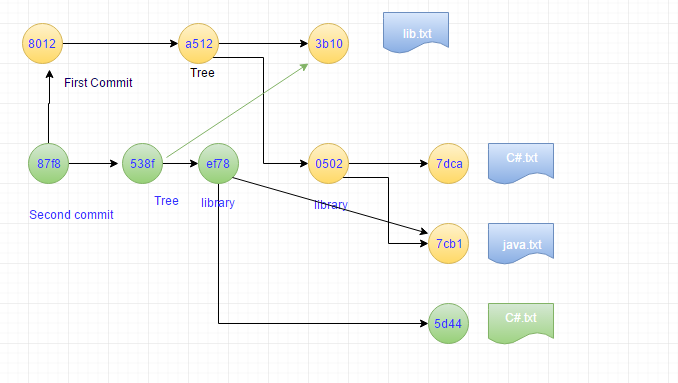 8012
a512
3b10
lib.txt
First Commit
Tree
87f8
538f
ef78
0502
7dca
C#.txt
Second commit
Tree
library
library
7cb1
java.txt
5d44
C#.txt